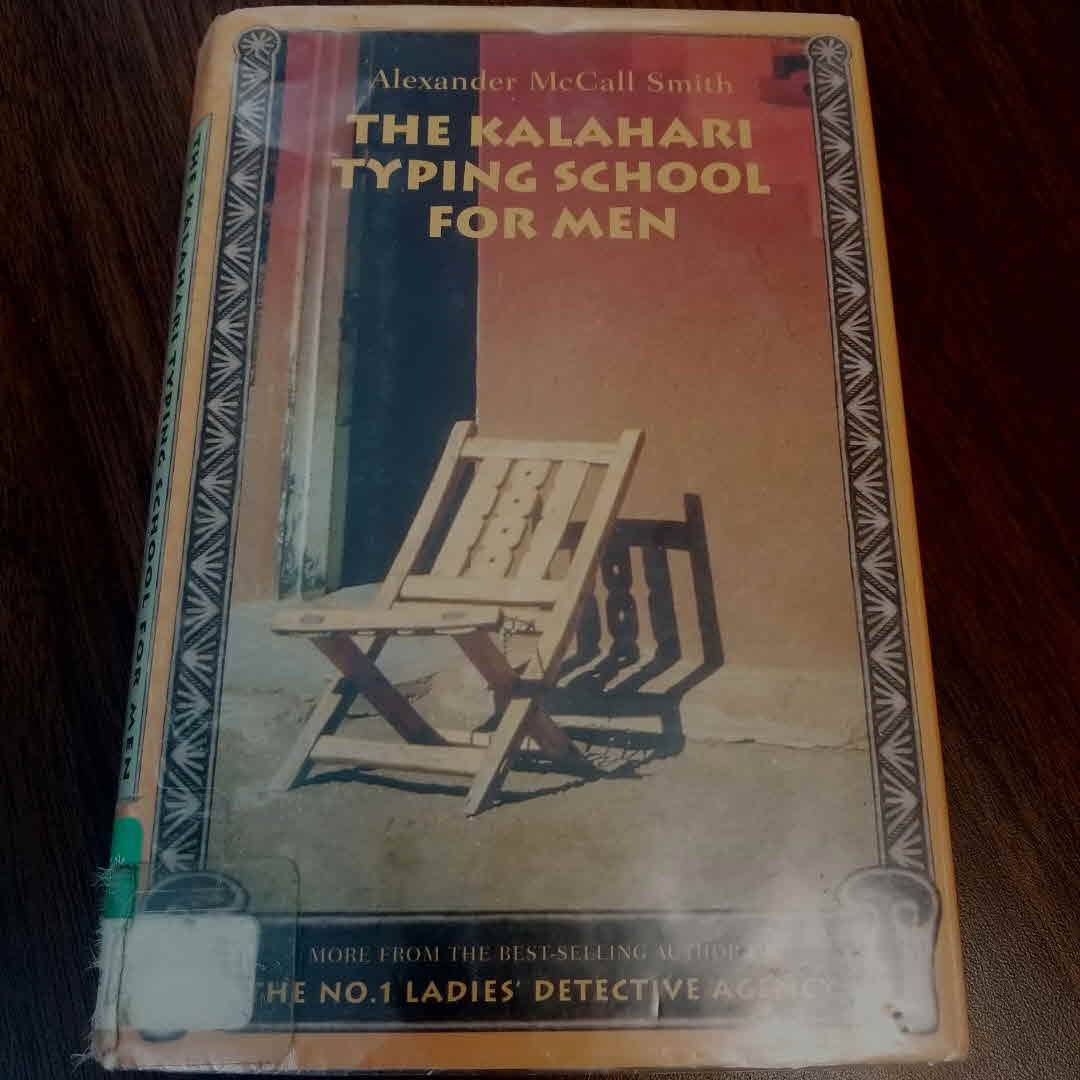 Alexander McCall Smith
THE KALAHARI
TYPING SCHOOL
FOR MEN
THE KALAHARI TYPING SCHOOL FOR MEN
MORE FROM THE BEST-SELLING AUTHOR
THE NO.1 LADIES' DETECTIVE AGENCY